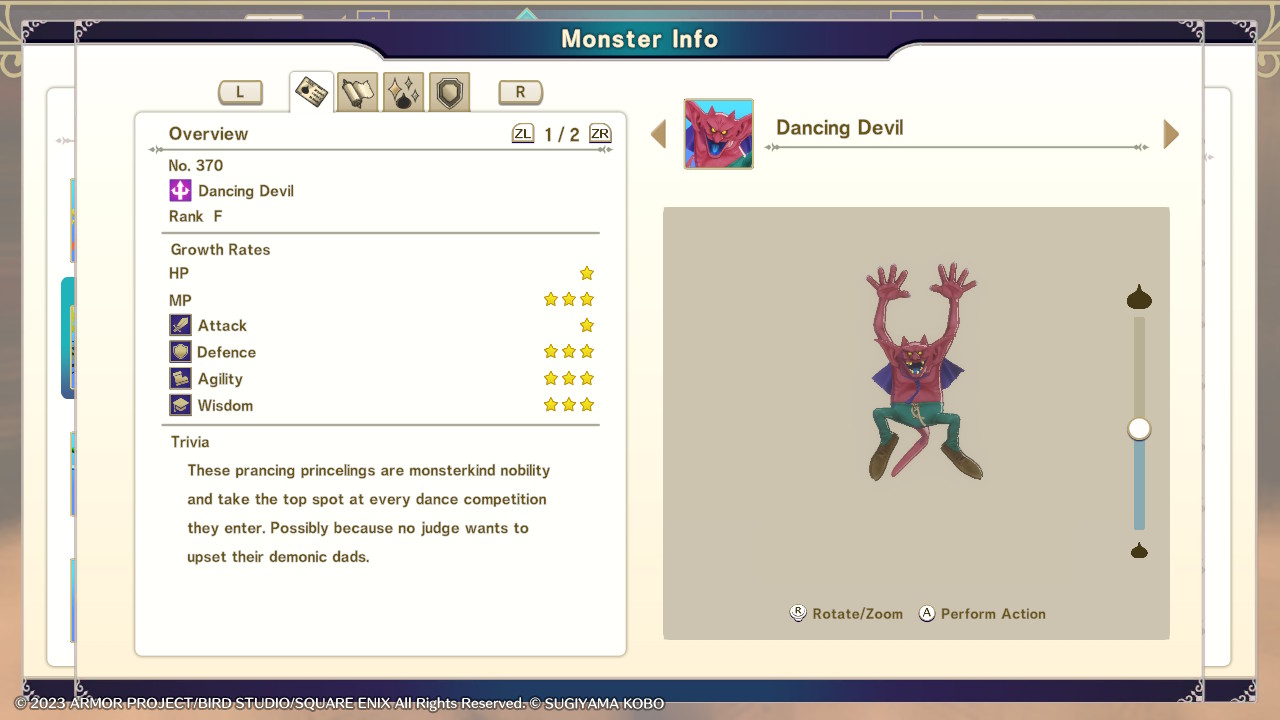 Monster Info
L
R
Overview
ZL 1 / 2 ZR
No. 370
Dancing Devil
Rank F
Growth Rates
HP
MP
Attack
Defence
Agility
Wisdom
Trivia
These prancing princelings are monsterkind nobility
and take the top spot at every dance competition
they enter. Possibly because no judge wants to
upset their demonic dads.
Dancing Devil
R Rotate/Zoom A Perform Action
© 2023 ARMOR PROJECT/BIRD STUDIO/SQUARE ENIX All Rights Reserved. © SUGIYAMA KOBO